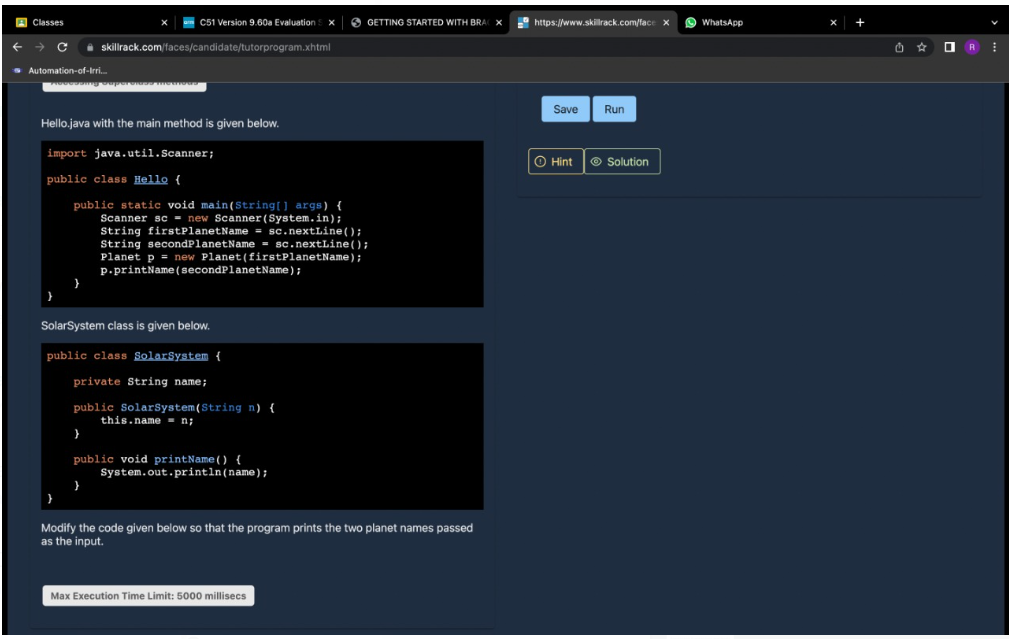 Classes
C51 Version 9.60a Evaluation S
GETTING STARTED WITH BRA
https://www.skillrack.com/face
WhatsApp
skillrack.com/faces/candidate/tutorprogram.xhtml
R
Automation-of-Irri...
Accessing Superclass methods
Hello.java with the main method is given below.
import java.util.Scanner;
public class Hello {
public static void main(String[] args) {
Scanner sc = new Scanner(System.in);
String firstPlanetName = sc.nextLine();
String secondPlanetName = sc.nextLine();
Planet p = new Planet(firstPlanetName);
p.printName(secondPlanetName);
}
}
SolarSystem class is given below.
public class SolarSystem {
private String name;
public SolarSystem(String n) {
this.name = n;
}
public void printName() {
System.out.println(name);
}
}
Modify the code given below so that the program prints the two planet names passed
as the input.
Max Execution Time Limit: 5000 millisecs
Save Run
Hint Solution